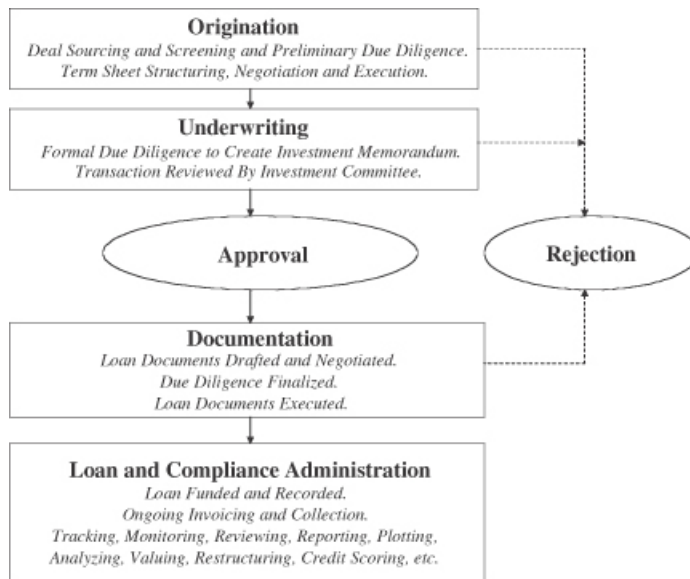 Origination
Deal Sourcing and Screening and Preliminary Due Diligence.
Term Sheet Structuring, Negotiation and Execution.
Underwriting
Formal Due Diligence to Create Investment Memorandum.
Transaction Reviewed By Investment Committee.
Approval
Rejection
Documentation
Loan Documents Drafted and Negotiated.
Due Diligence Finalized.
Loan Documents Executed.
Loan and Compliance Administration
Loan Funded and Recorded.
Ongoing Invoicing and Collection.
Tracking, Monitoring, Reviewing, Reporting, Plotting,
Analyzing, Valuing, Restructuring, Credit Scoring, etc.